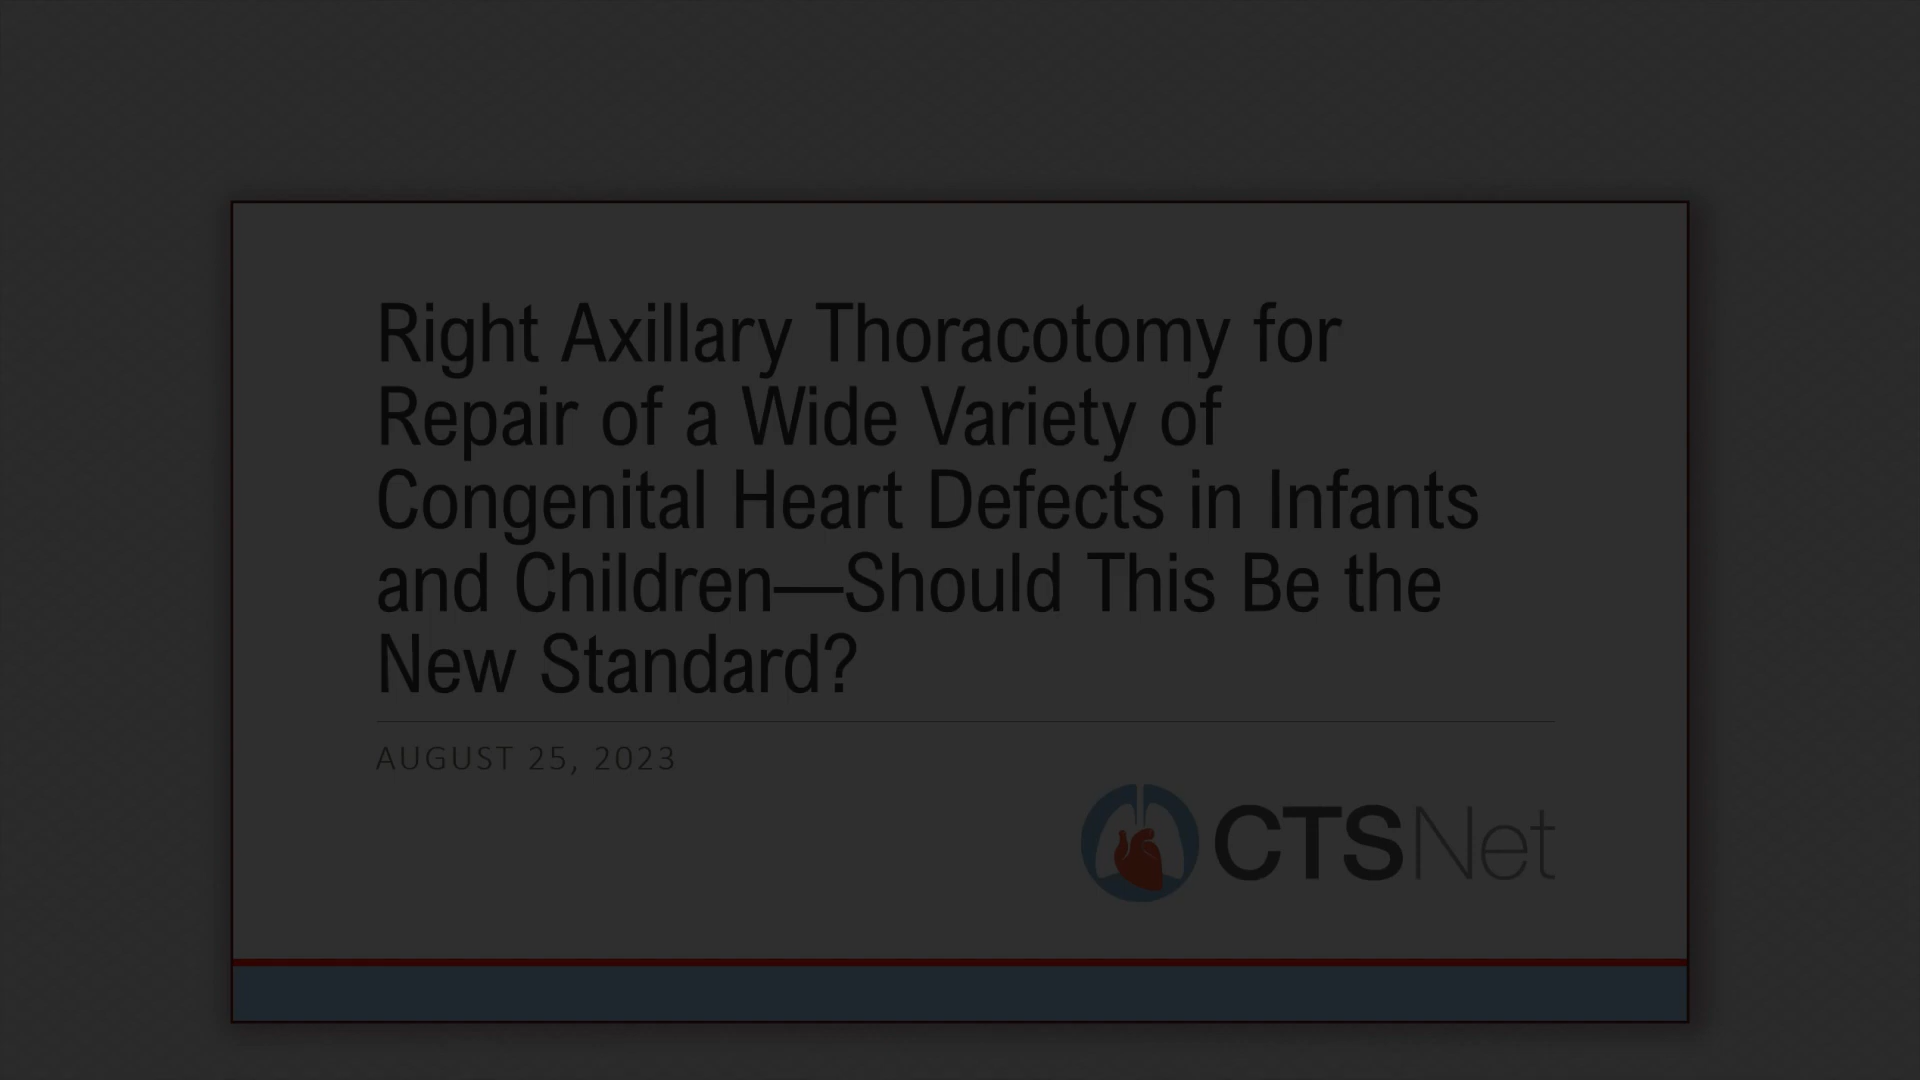 Right Axillary Thoracotomy for
Repair of a Wide Variety of
Congenital Heart Defects in Infants
and Children—Should This Be the
New Standard?
AUGUST 25, 2023
CTSNet